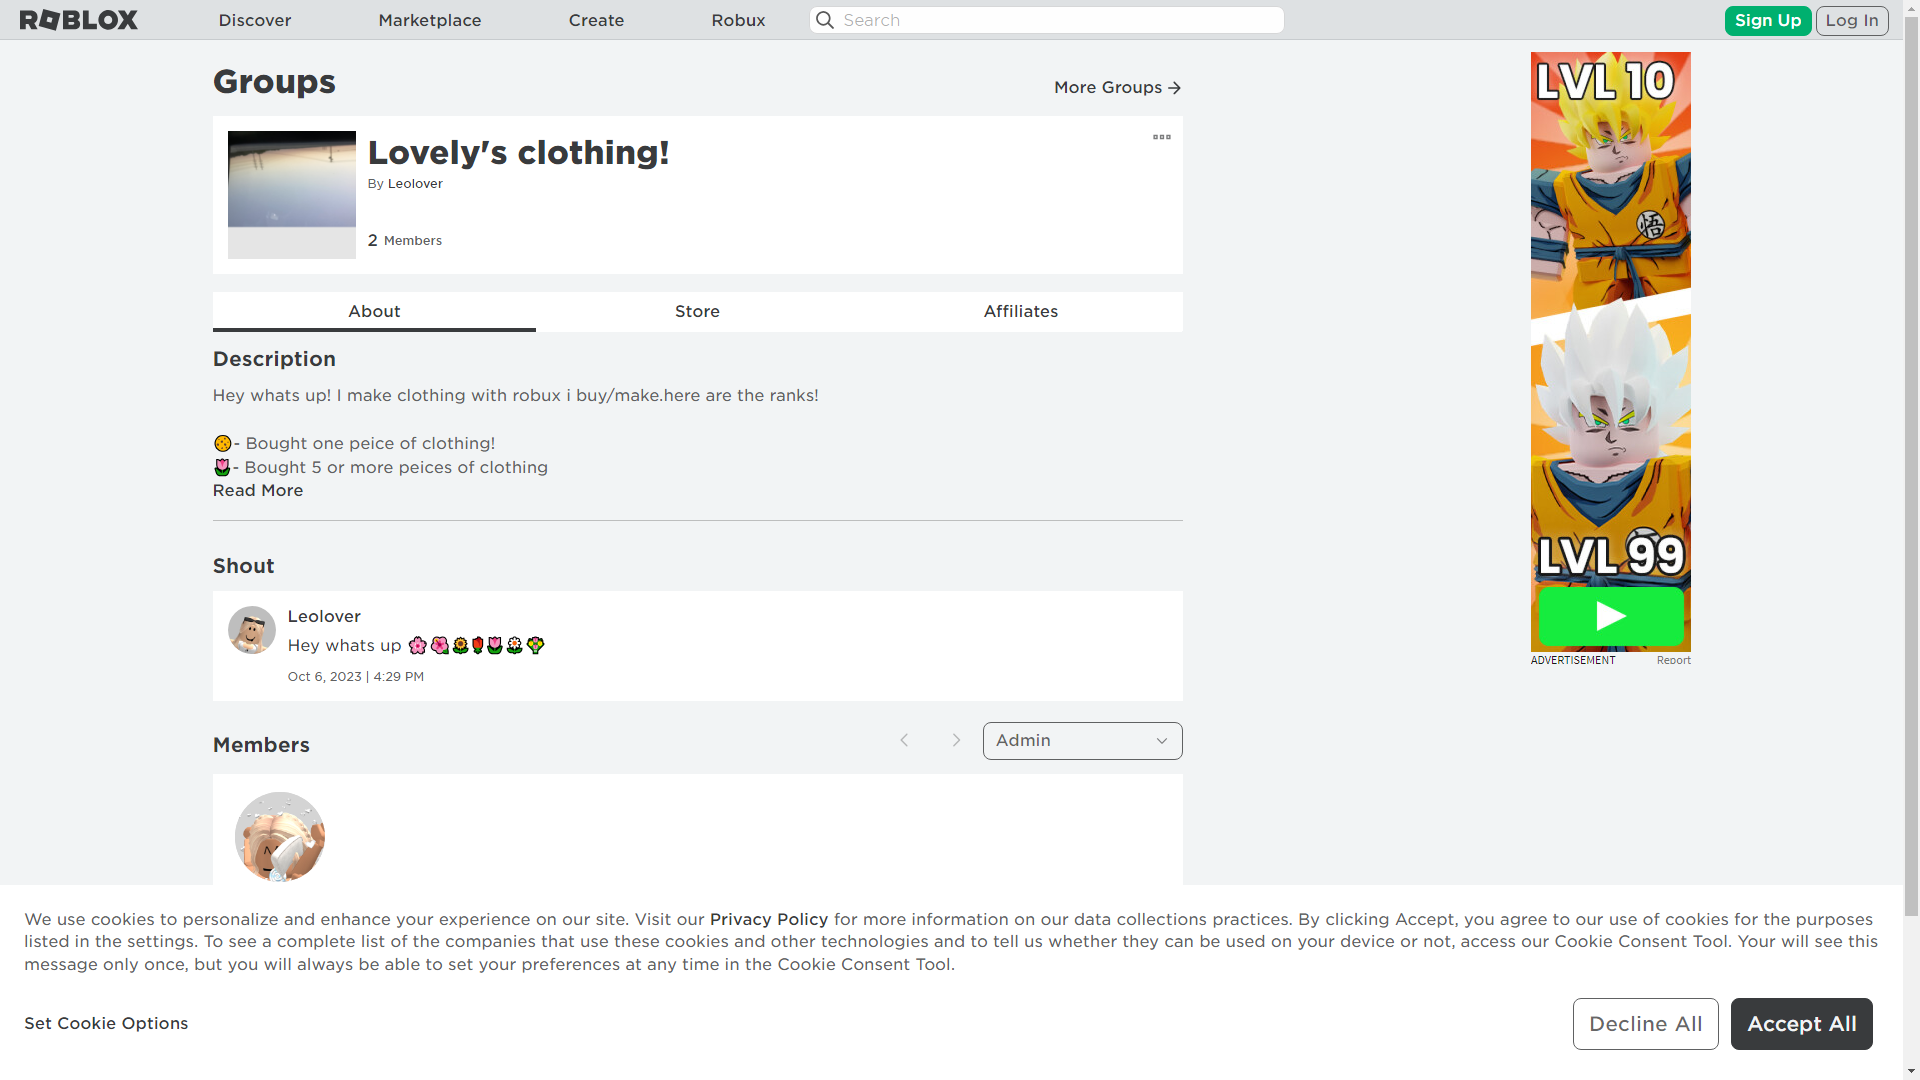 ROBLOX
Discover
Marketplace
Create
Robux
Search
Sign Up
Log In
Groups
More Groups
Lovely's clothing!
By Leolover
2 Members
About
Store
Affiliates
Description
Hey whats up! I make clothing with robux i buy/make.here are the ranks!
🍪- Bought one peice of clothing!
🌷- Bought 5 or more peices of clothing
Read More
Shout
Leolover
Hey whats up 🌸🌺🌻🌹🌷🌼💐
Oct 6, 2023 | 4:29 PM
Members
Admin
LVL 10
悟
LVL 99
ADVERTISEMENT
Report
We use cookies to personalize and enhance your experience on our site. Visit our Privacy Policy for more information on our data collections practices. By clicking Accept, you agree to our use of cookies for the purposes
listed in the settings. To see a complete list of the companies that use these cookies and other technologies and to tell us whether they can be used on your device or not, access our Cookie Consent Tool. Your will see this
message only once, but you will always be able to set your preferences at any time in the Cookie Consent Tool.
Set Cookie Options
Decline All
Accept All